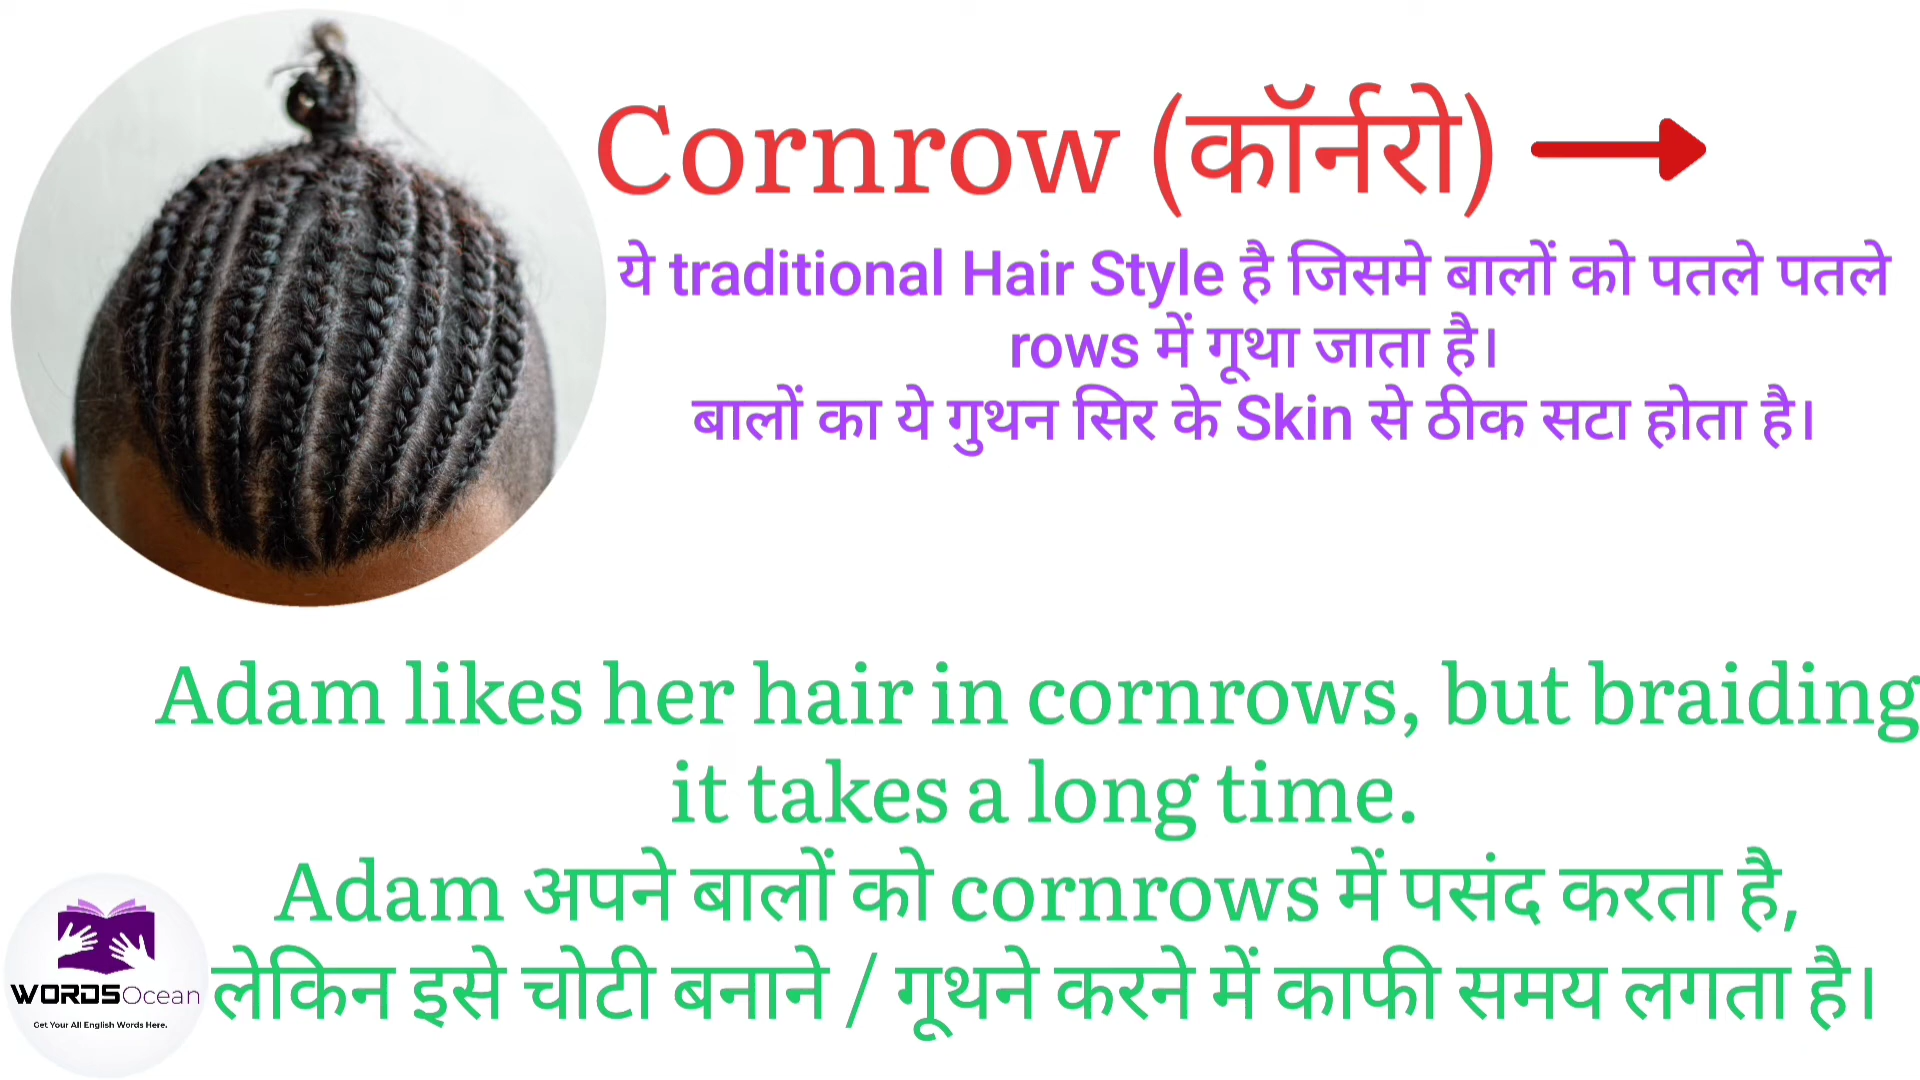 Cornrow (कॉर्नरो)
ये traditional Hair Style है जिसमे बालों को पतले पतले
rows में गूथा जाता है।
बालों का ये गुथन सिर के Skin से ठीक सटा होता है।
Adam likes her hair in cornrows, but braiding
it takes a long time.
Adam अपने बालों को cornrows में पसंद करता है,
लेकिन इसे चोटी बनाने / गूथने करने में काफी समय लगता है।
WORDSOcean
Get Your All English Words Here.